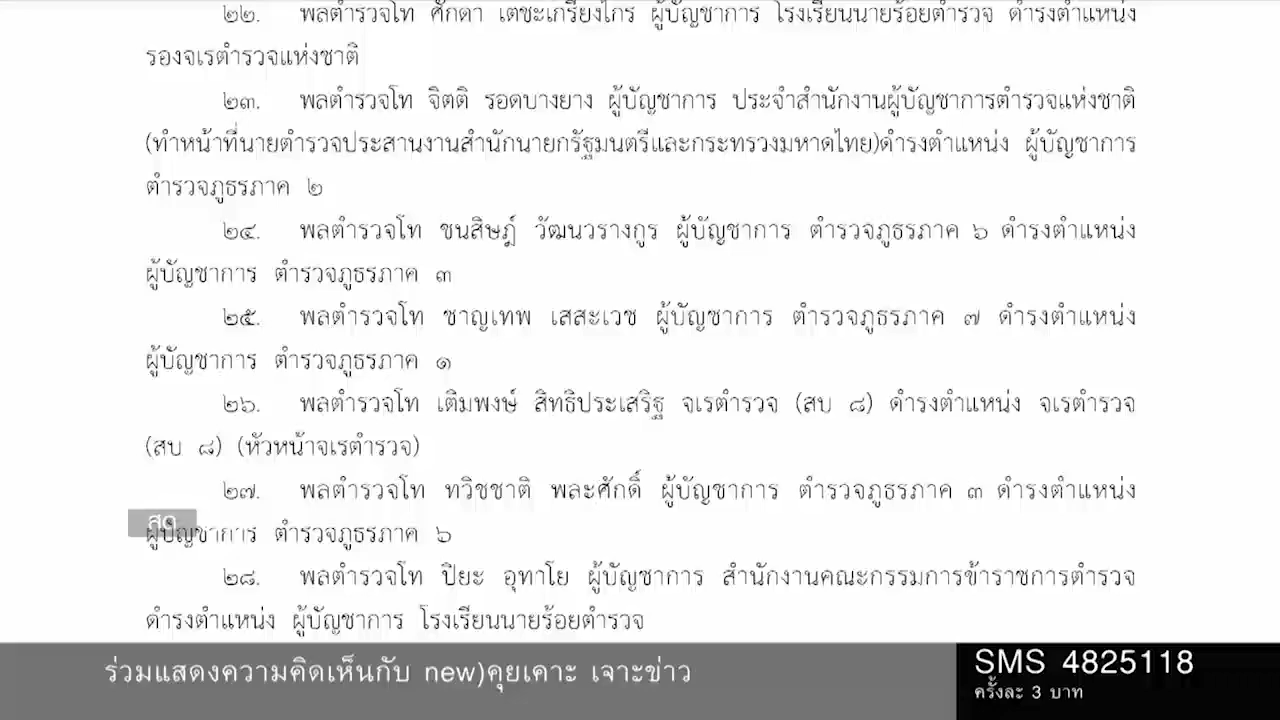 ๒๒. พลตำรวจโท ศักดา เตชะเกรียงไกร ผู้บัญชาการ โรงเรียนนายร้อยตำรวจ ดำรงตำแหน่ง
รองจเรตำรวจแห่งชาติ
๒๓. พลตำรวจโท จิตติ รอดบางยาง ผู้บัญชาการ ประจำสำนักงานผู้บัญชาการตำรวจแห่งชาติ
(ทำหน้าที่นายตำรวจประสานงานสำนักนายกรัฐมนตรีและกระทรวงมหาดไทย)ดำรงตำแหน่ง ผู้บัญชาการ
ตำรวจภูธรภาค ๒
๒๔. พลตำรวจโท ชนสิษฎ์ วัฒนวรางกูร ผู้บัญชาการ ตำรวจภูธรภาค ๖ ดำรงตำแหน่ง
ผู้บัญชาการ ตำรวจภูธรภาค ๓
๒๕. พลตำรวจโท ชาญเทพ เสสะเวช ผู้บัญชาการ ตำรวจภูธรภาค ๗ ดำรงตำแหน่ง
ผู้บัญชาการ ตำรวจภูธรภาค ๑
๒๖. พลตำรวจโท เติมพงษ์ สิทธิประเสริฐ จเรตำรวจ (สบ ๘) ดำรงตำแหน่ง จเรตำรวจ
(สบ ๘) (หัวหน้าจเรตำรวจ)
๒๗. พลตำรวจโท ทวิชชาติ พละศักดิ์ ผู้บัญชาการ ตำรวจภูธรภาค ๓ ดำรงตำแหน่ง
สด
ผู้บัญชาการ ตำรวจภูธรภาค ๖
๒๘. พลตำรวจโท ปิยะ อุทาโย ผู้บัญชาการ สำนักงานคณะกรรมการข้าราชการตำรวจ
ดำรงตำแหน่ง ผู้บัญชาการ โรงเรียนนายร้อยตำรวจ
ร่วมแสดงความคิดเห็นกับ new)คุยเคาะ เจาะข่าว
SMS 4825118
ครั้งละ 3 บาท